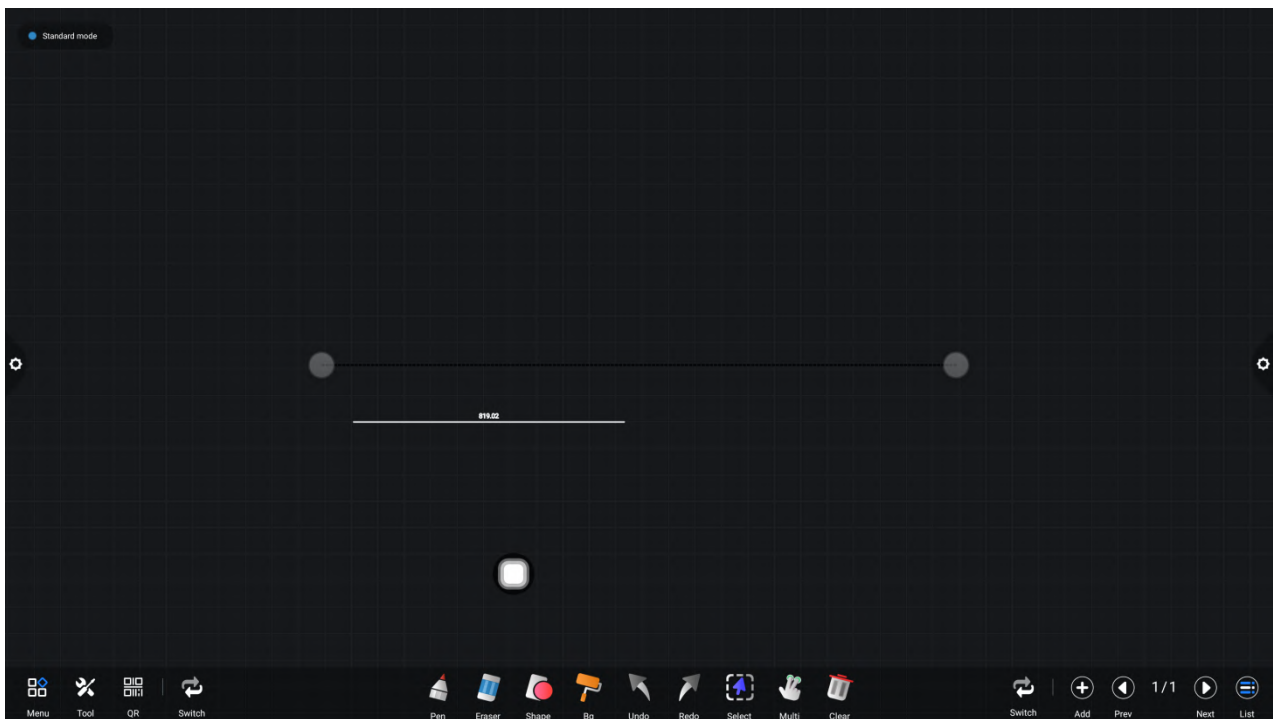 Standard mode
819.02
Menu Tool QR Switch Pen Eraser Shape Bg Undo Redo Select Multi Clear Switch Add Prev 1/1 Next List